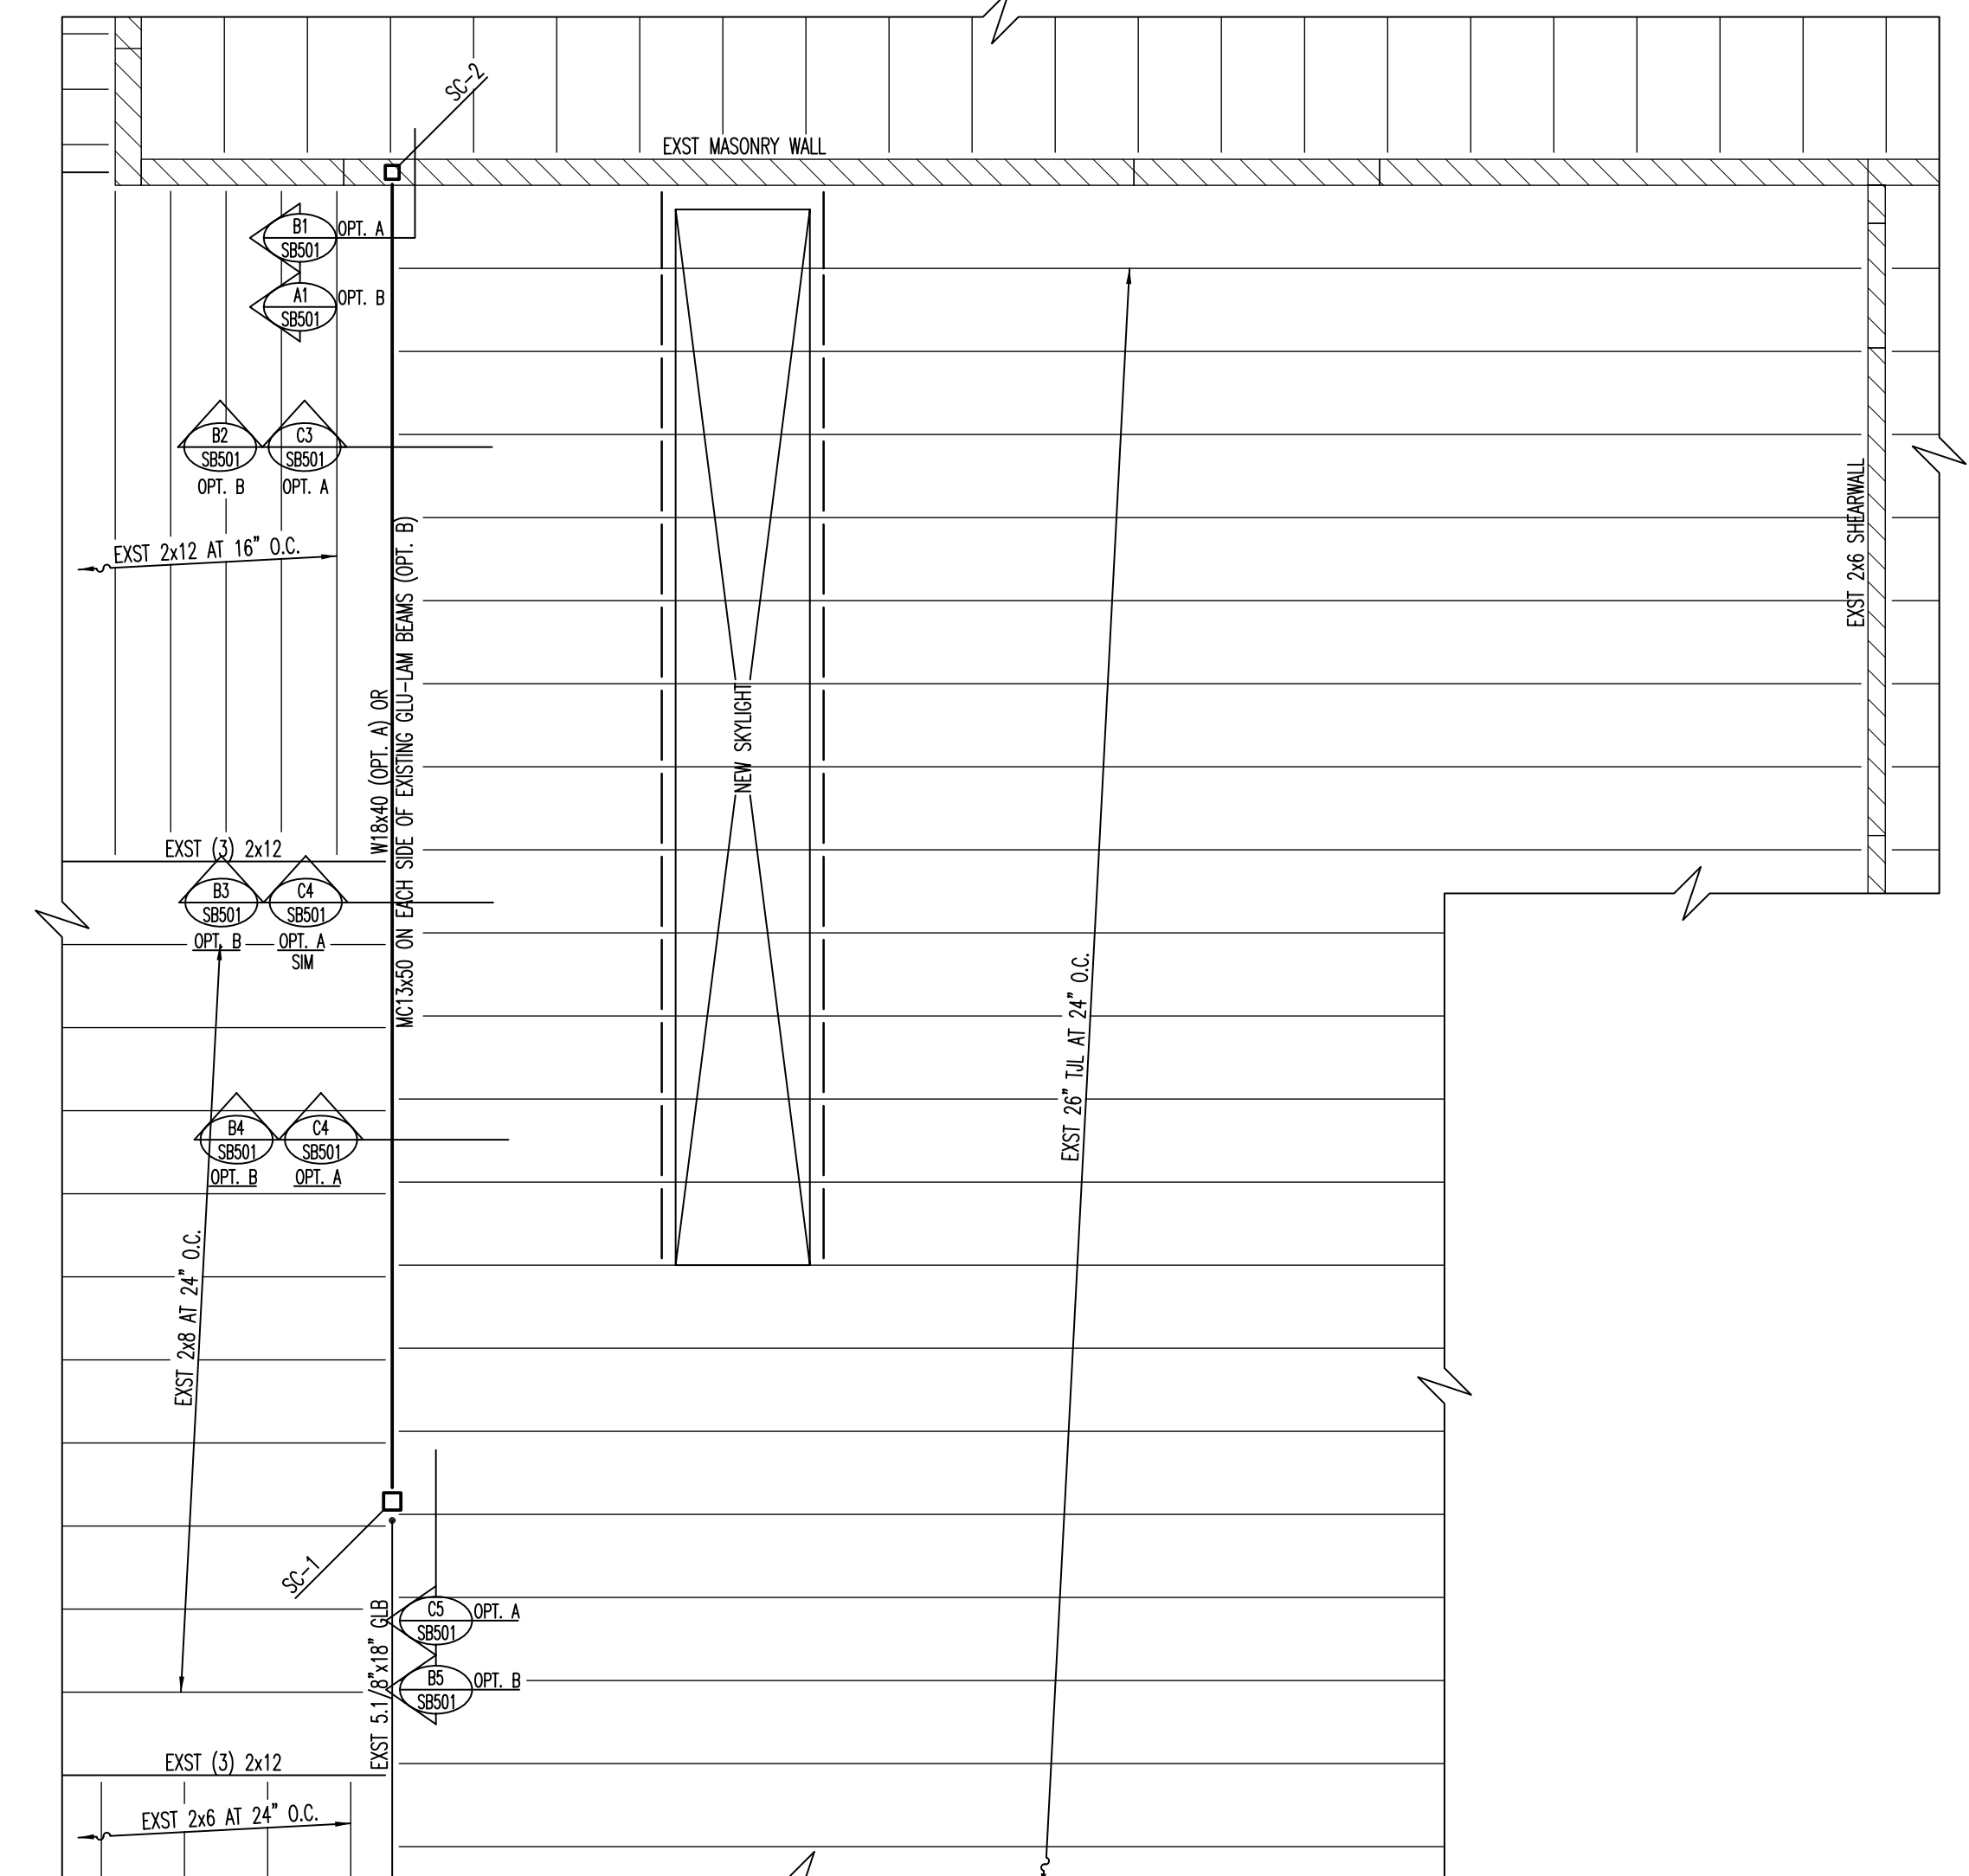 SC-2
EXST MASONRY WALL
B1
SB501
OPT. A
A1
SB501
OPT. B
B2
SB501
OPT. B
C3
SB501
OPT. A
EXST 2x12 AT 16" O.C.
EXST 2x6 SHEARWALL
W18x40 (OPT. A) OR
MC13x50 ON EACH SIDE OF EXISTING GLU-LAM BEAMS (OPT. B)
NEW SKYLIGHT
EXST (3) 2x12
B3
SB501
OPT. B
C4
SB501
OPT. A
SIM
EXST 26" TJL AT 24" O.C.
B4
SB501
OPT. B
C4
SB501
OPT. A
EXST 2x8 AT 24" O.C.
SC-1
EXST 5.1/8"x18" GLB
C5
SB501
OPT. A
B5
SB501
OPT. B
EXST (3) 2x12
EXST 2x6 AT 24" O.C.